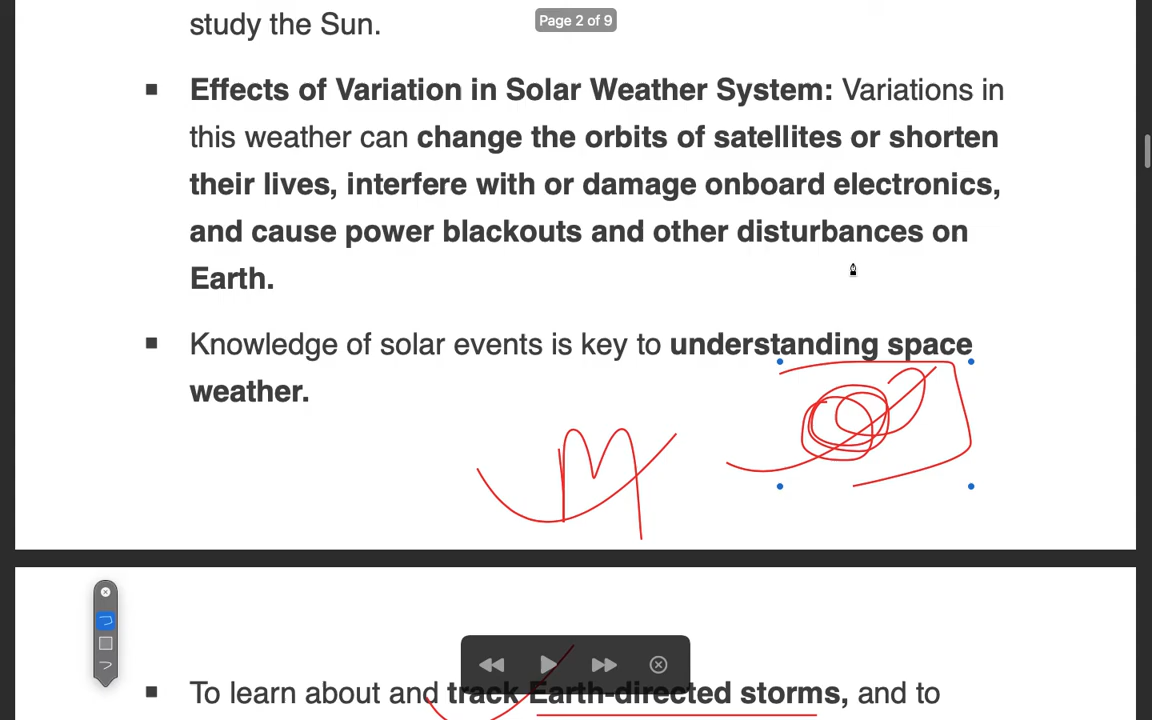 study the Sun.
Page 2 of 9
▪ Effects of Variation in Solar Weather System: Variations in
this weather can change the orbits of satellites or shorten
their lives, interfere with or damage onboard electronics,
and cause power blackouts and other disturbances on
Earth.
▪ Knowledge of solar events is key to understanding space
weather.
M
▪ To learn about and track Earth-directed storms, and to